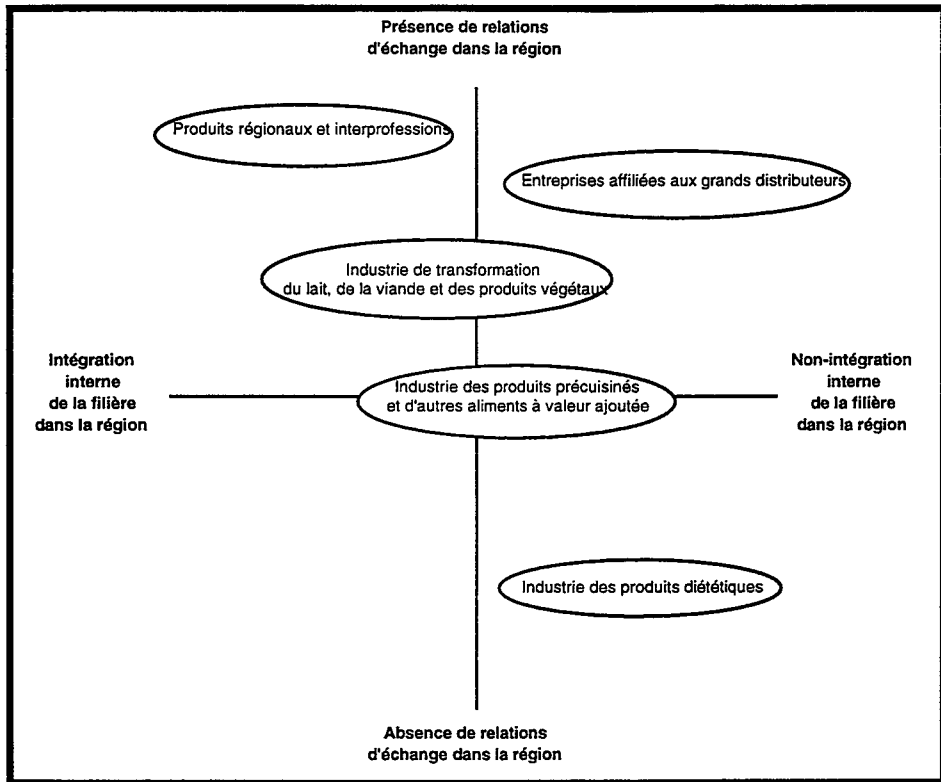 Présence de relations
d'échange dans la région
Produits régionaux et interprofessions
Entreprises affiliées aux grands distributeurs
Industrie de transformation
du lait, de la viande et des produits végétaux
Intégration
interne
de la filière
dans la région
Industrie des produits précuisinés
et d'autres aliments à valeur ajoutée
Non-intégration
interne
de la filière
dans la région
Industrie des produits diététiques
Absence de relations
d'échange dans la région